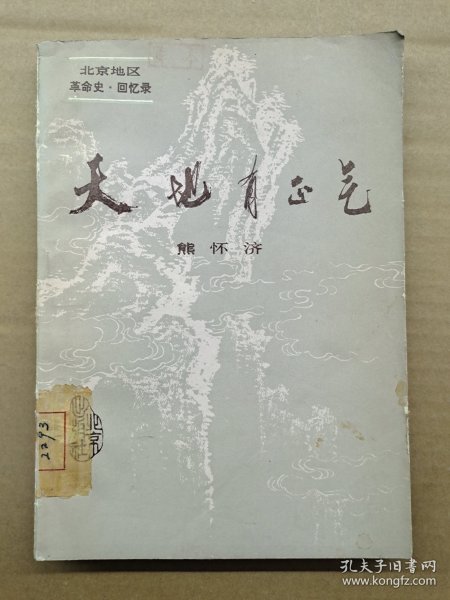 北京地区
革命史·回忆录
天地有正气
熊怀济
2293
孔夫子旧书网
www.kongfz.com